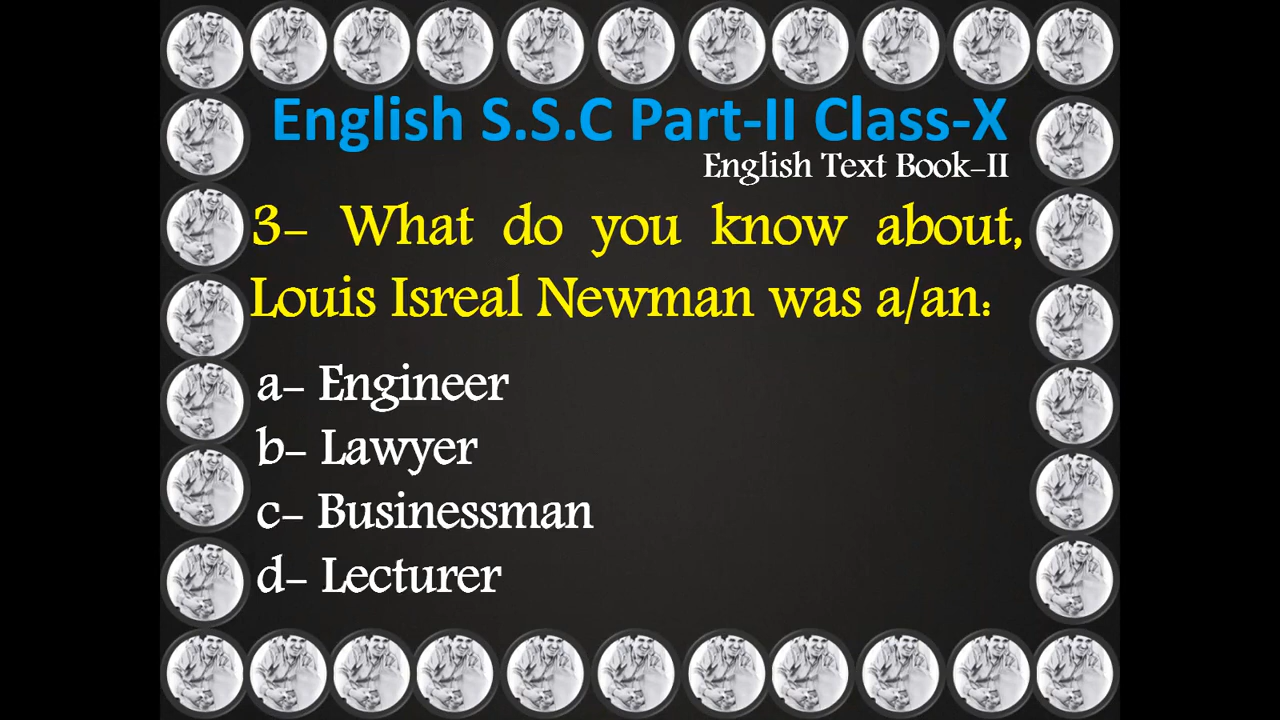 English S.S.C Part-II Class-X
English Text Book-II
3- What do you know about,
Louis Isreal Newman was a/an:
a- Engineer
b- Lawyer
c- Businessman
d- Lecturer